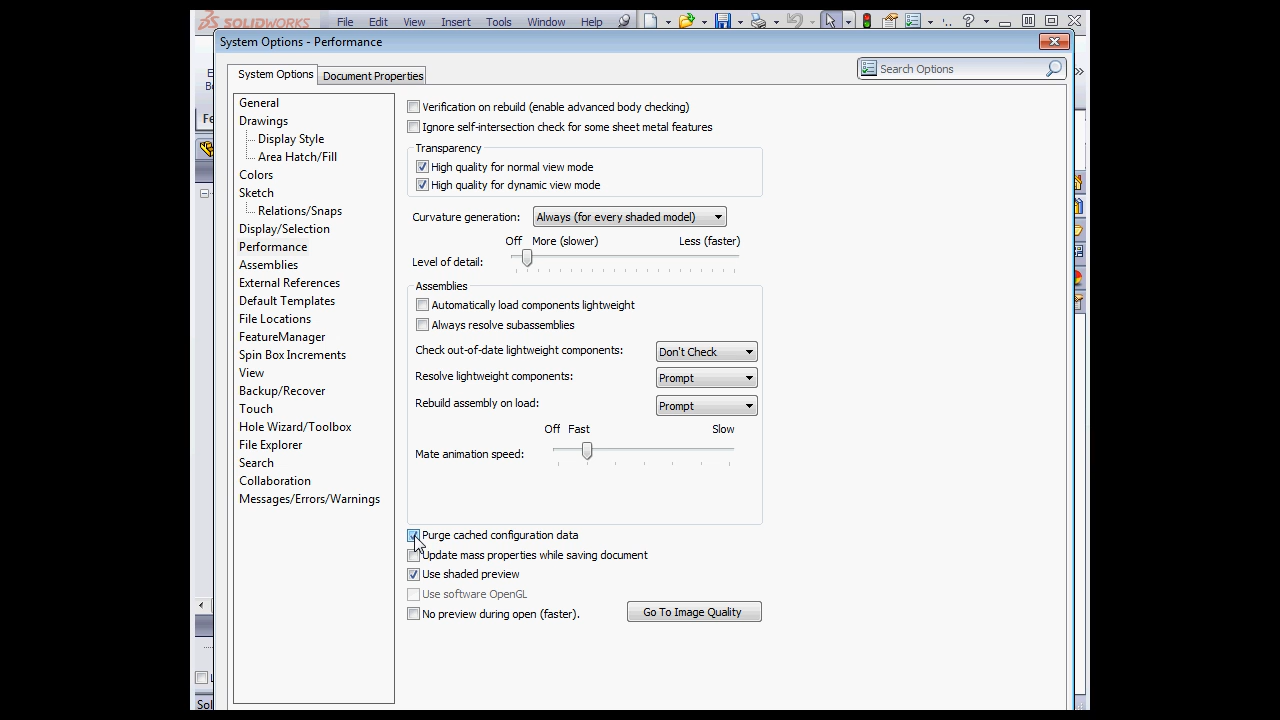 SOLIDWORKS File Edit View Insert Tools Window Help
System Options - Performance
System Options Document Properties
Search Options
General
Drawings
Display Style
Area Hatch/Fill
Colors
Sketch
Relations/Snaps
Display/Selection
Performance
Assemblies
External References
Default Templates
File Locations
FeatureManager
Spin Box Increments
View
Backup/Recover
Touch
Hole Wizard/Toolbox
File Explorer
Search
Collaboration
Messages/Errors/Warnings
Verification on rebuild (enable advanced body checking)
Ignore self-intersection check for some sheet metal features
Transparency
High quality for normal view mode
High quality for dynamic view mode
Curvature generation: Always (for every shaded model)
Off More (slower) Less (faster)
Level of detail:
Assemblies
Automatically load components lightweight
Always resolve subassemblies
Check out-of-date lightweight components: Don't Check
Resolve lightweight components: Prompt
Rebuild assembly on load: Prompt
Off Fast Slow
Mate animation speed:
Purge cached configuration data
Update mass properties while saving document
Use shaded preview
Use software OpenGL
No preview during open (faster). Go To Image Quality